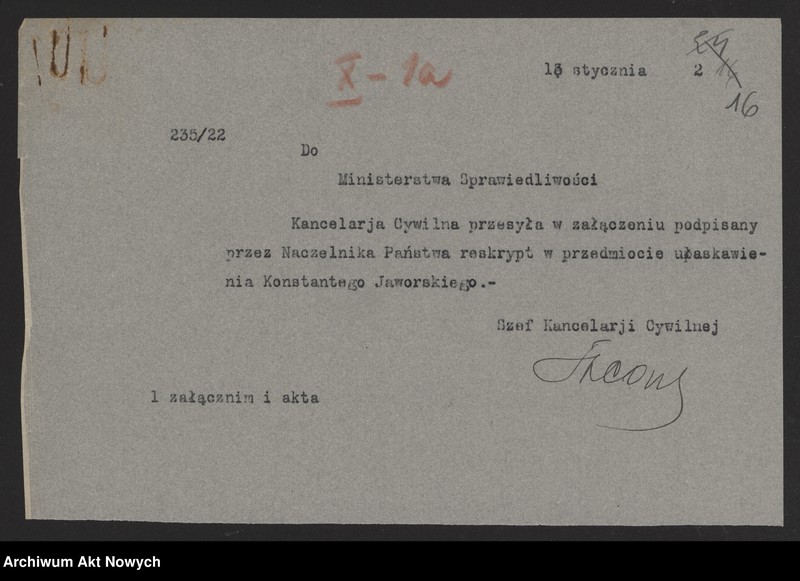 X - 1a
13 stycznia 2
16
235/22
Do
Ministerstwa Sprawiedliwości
Kancelarja Cywilna przesyła w załączeniu podpisany
przez Naczelnika Państwa reskrypt w przedmiocie ułaskawie-
nia Konstantego Jaworskiego.-
Szef Kancelarji Cywilnej
1 załącznim i akta
Archiwum Akt Nowych